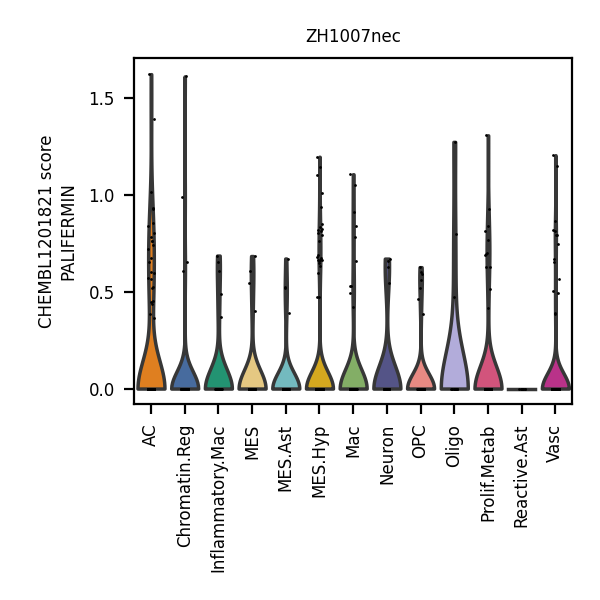 ZH1007nec
CHEMBL1201821 score
PALIFERMIN
1.5
1.0
0.5
0.0
AC
Chromatin.Reg
Inflammatory.Mac
MES
MES.Ast
MES.Hyp
Mac
Neuron
OPC
Oligo
Prolif.Metab
Reactive.Ast
Vasc